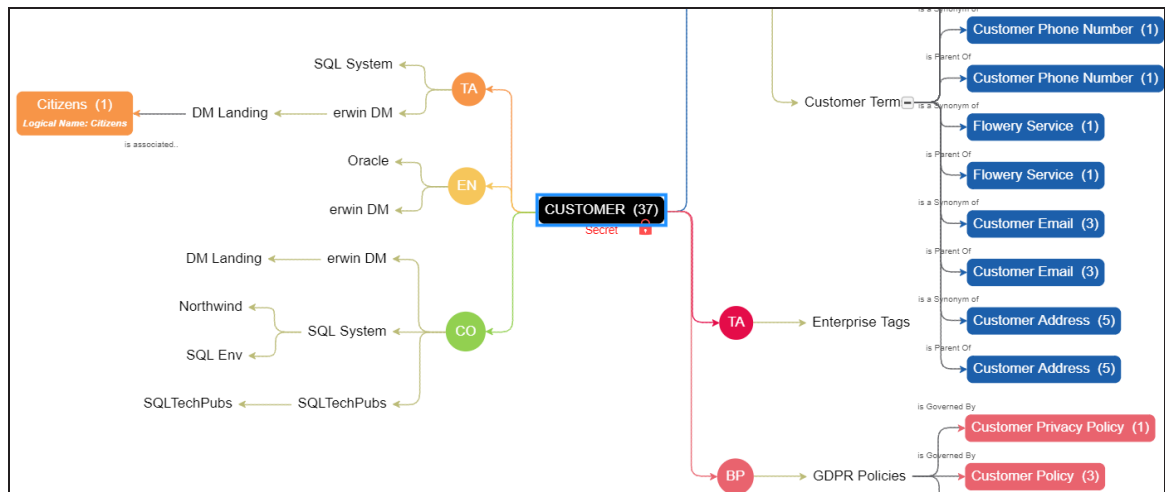 is a Synonym of
Customer Phone Number (1)
is Parent Of
Customer Phone Number (1)
SQL System
TA
Citizens (1)
Logical Name: Citizens
DM Landing
erwin DM
is associated..
Customer Term
is a Synonym of
Flowery Service (1)
Oracle
is Parent Of
Flowery Service (1)
EN
erwin DM
CUSTOMER (37)
Secret
is a Synonym of
Customer Email (3)
DM Landing
erwin DM
is Parent Of
Customer Email (3)
Northwind
SQL System
CO
SQL Env
TA
Enterprise Tags
is a Synonym of
Customer Address (5)
is Parent Of
Customer Address (5)
SQLTechPubs
SQLTechPubs
is Governed By
Customer Privacy Policy (1)
is Governed By
BP
GDPR Policies
Customer Policy (3)